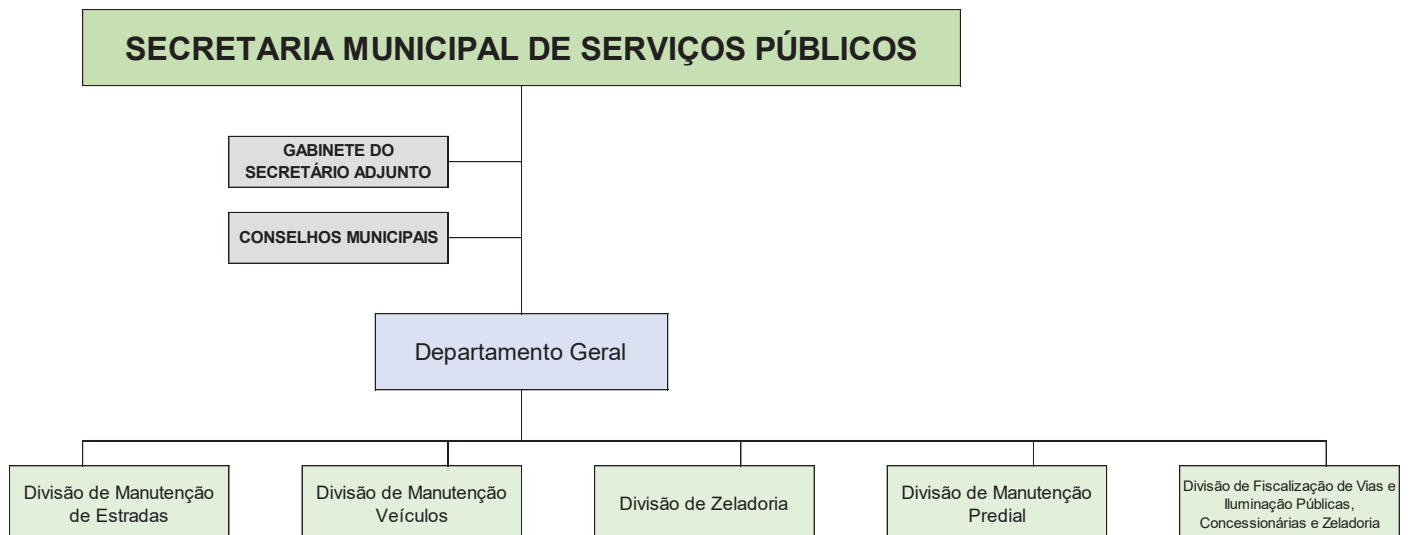 SECRETARIA MUNICIPAL DE SERVIÇOS PÚBLICOS
GABINETE DO
SECRETÁRIO ADJUNTO
CONSELHOS MUNICIPAIS
Departamento Geral
Divisão de Manutenção
de Estradas
Divisão de Manutenção
Veículos
Divisão de Zeladoria
Divisão de Manutenção
Predial
Divisão de Fiscalização de Vias e
Iluminação Públicas,
Concessionárias e Zeladoria